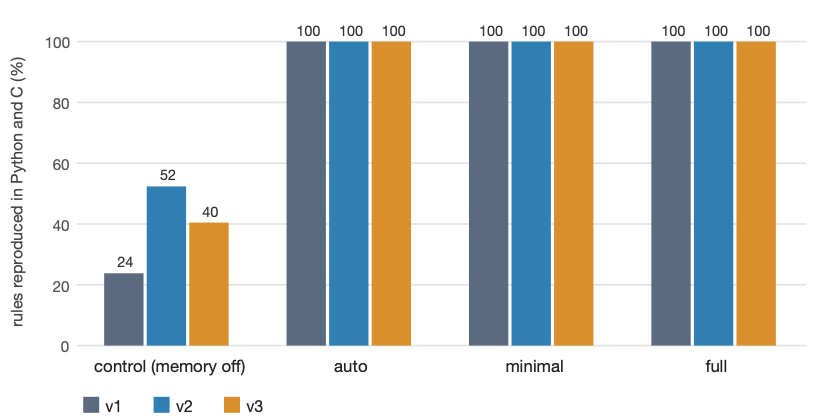 rules reproduced in Python and C (%)
100
80
60
40
20
0
24
52
40
100 100 100
100 100 100
100 100 100
control (memory off) auto minimal full
v1 v2 v3